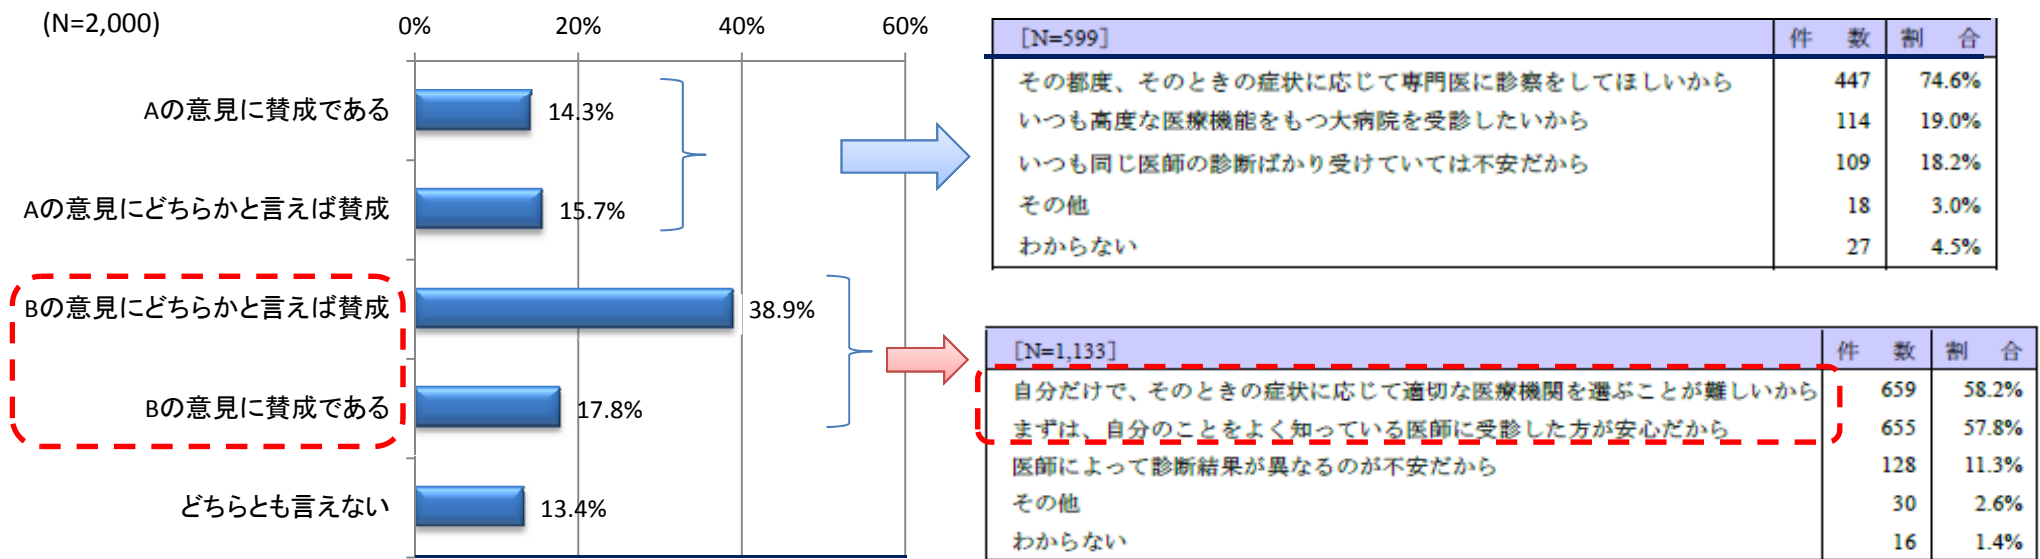 (N=2,000)
0% 20% 40% 60%
Aの意見に賛成である 14.3%
Aの意見にどちらかと言えば賛成 15.7%
Bの意見にどちらかと言えば賛成 38.9%
Bの意見に賛成である 17.8%
どちらとも言えない 13.4%
[N=599] 件 数 割 合
その都度、そのときの症状に応じて専門医に診察をしてほしいから 447 74.6%
いつも高度な医療機能をもつ大病院を受診したいから 114 19.0%
いつも同じ医師の診断ばかり受けていては不安だから 109 18.2%
その他 18 3.0%
わからない 27 4.5%
[N=1,133] 件 数 割 合
自分だけで、そのときの症状に応じて適切な医療機関を選ぶことが難しいから 659 58.2%
まずは、自分のことをよく知っている医師に受診した方が安心だから 655 57.8%
医師によって診断結果が異なるのが不安だから 128 11.3%
その他 30 2.6%
わからない 16 1.4%